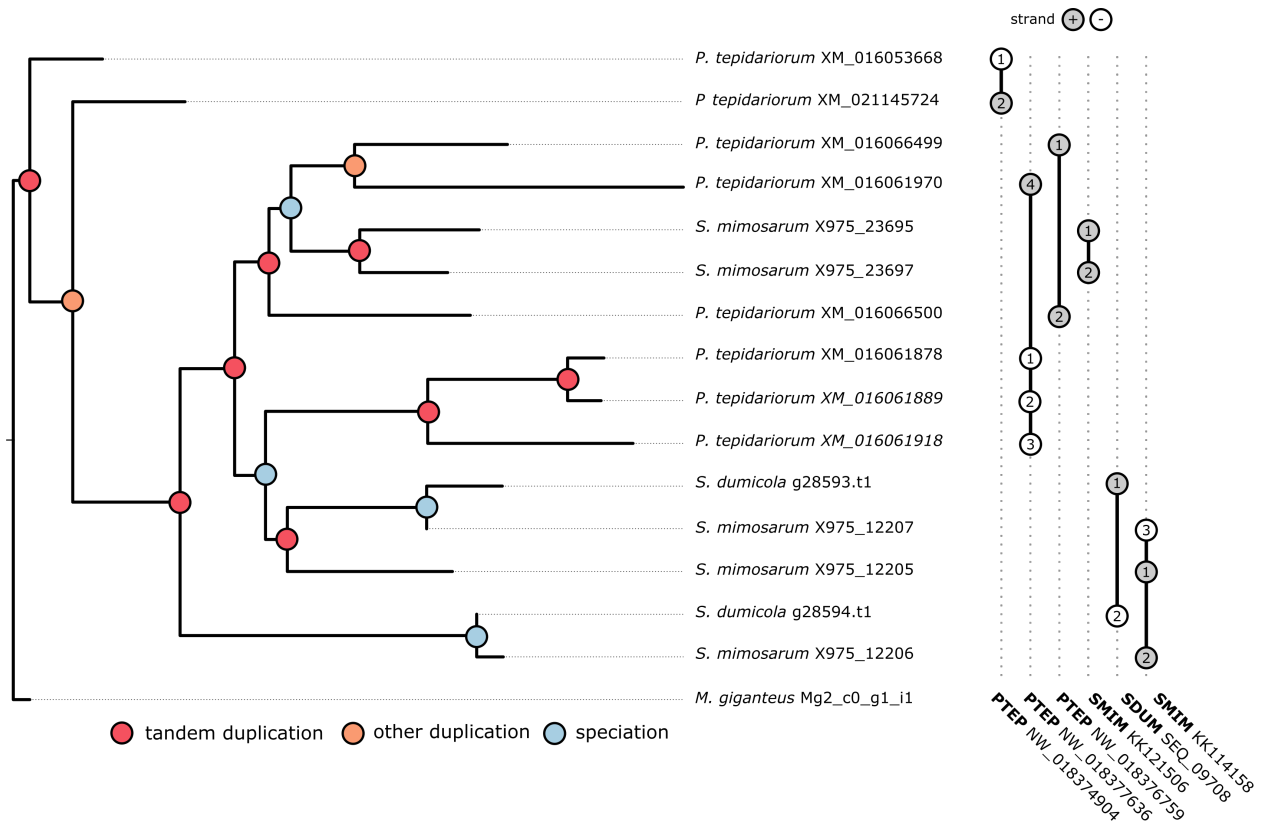 strand + -
P. tepidariorum XM_016053668 1
P tepidariorum XM_021145724 2
P. tepidariorum XM_016066499 1
P. tepidariorum XM_016061970 4
S. mimosarum X975_23695 1
S. mimosarum X975_23697 2
P. tepidariorum XM_016066500 2
P. tepidariorum XM_016061878 1
P. tepidariorum XM_016061889 2
P. tepidariorum XM_016061918 3
S. dumicola g28593.t1 1
S. mimosarum X975_12207 3
S. mimosarum X975_12205 1
S. dumicola g28594.t1 2
S. mimosarum X975_12206 2
M. giganteus Mg2_c0_g1_i1
PTEP NW_018374904
PTEP NW_018377636
PTEP NW_018376759
SMIM KK121506
SDUM SEQ_09708
SMIM KK114158
tandem duplication
other duplication
speciation